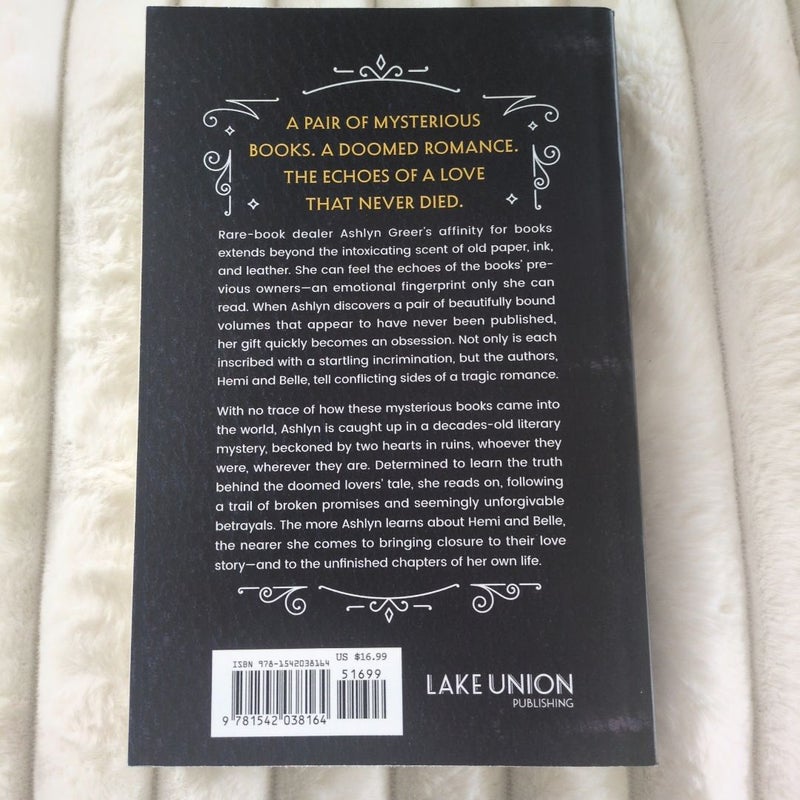 A PAIR OF MYSTERIOUS
BOOKS. A DOOMED ROMANCE.
THE ECHOES OF A LOVE
THAT NEVER DIED.
Rare-book dealer Ashlyn Greer's affinity for books
extends beyond the intoxicating scent of old paper, ink,
and leather. She can feel the echoes of the books' pre-
vious owners—an emotional fingerprint only she can
read. When Ashlyn discovers a pair of beautifully bound
volumes that appear to have never been published,
her gift quickly becomes an obsession. Not only is each
inscribed with a startling incrimination, but the authors,
Hemi and Belle, tell conflicting sides of a tragic romance.
With no trace of how these mysterious books came into
the world, Ashlyn is caught up in a decades-old literary
mystery, beckoned by two hearts in ruins, whoever they
were, wherever they are. Determined to learn the truth
behind the doomed lovers' tale, she reads on, following
a trail of broken promises and seemingly unforgivable
betrayals. The more Ashlyn learns about Hemi and Belle,
the nearer she comes to bringing closure to their love
story—and to the unfinished chapters of her own life.
ISBN 978-1542038164
US $16.99
51699
9 781542 038164
LAKE UNION
PUBLISHING